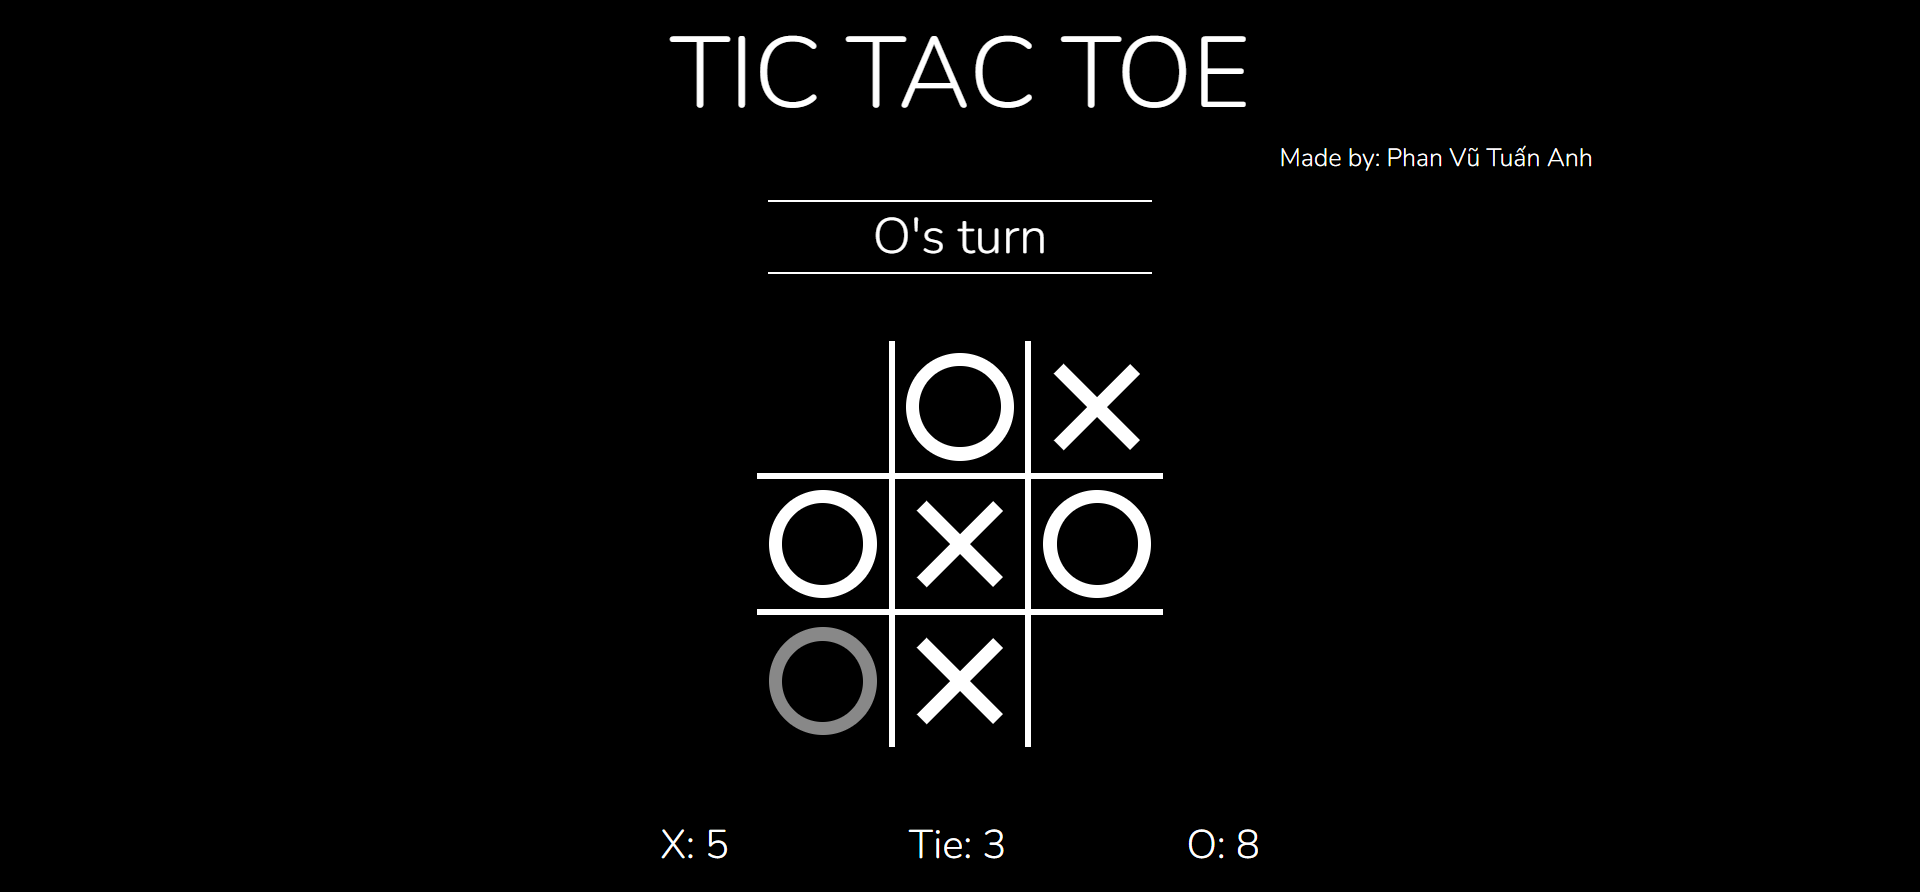 TIC TAC TOE
Made by: Phan Vũ Tuấn Anh
O's turn
X: 5 Tie: 3 O: 8